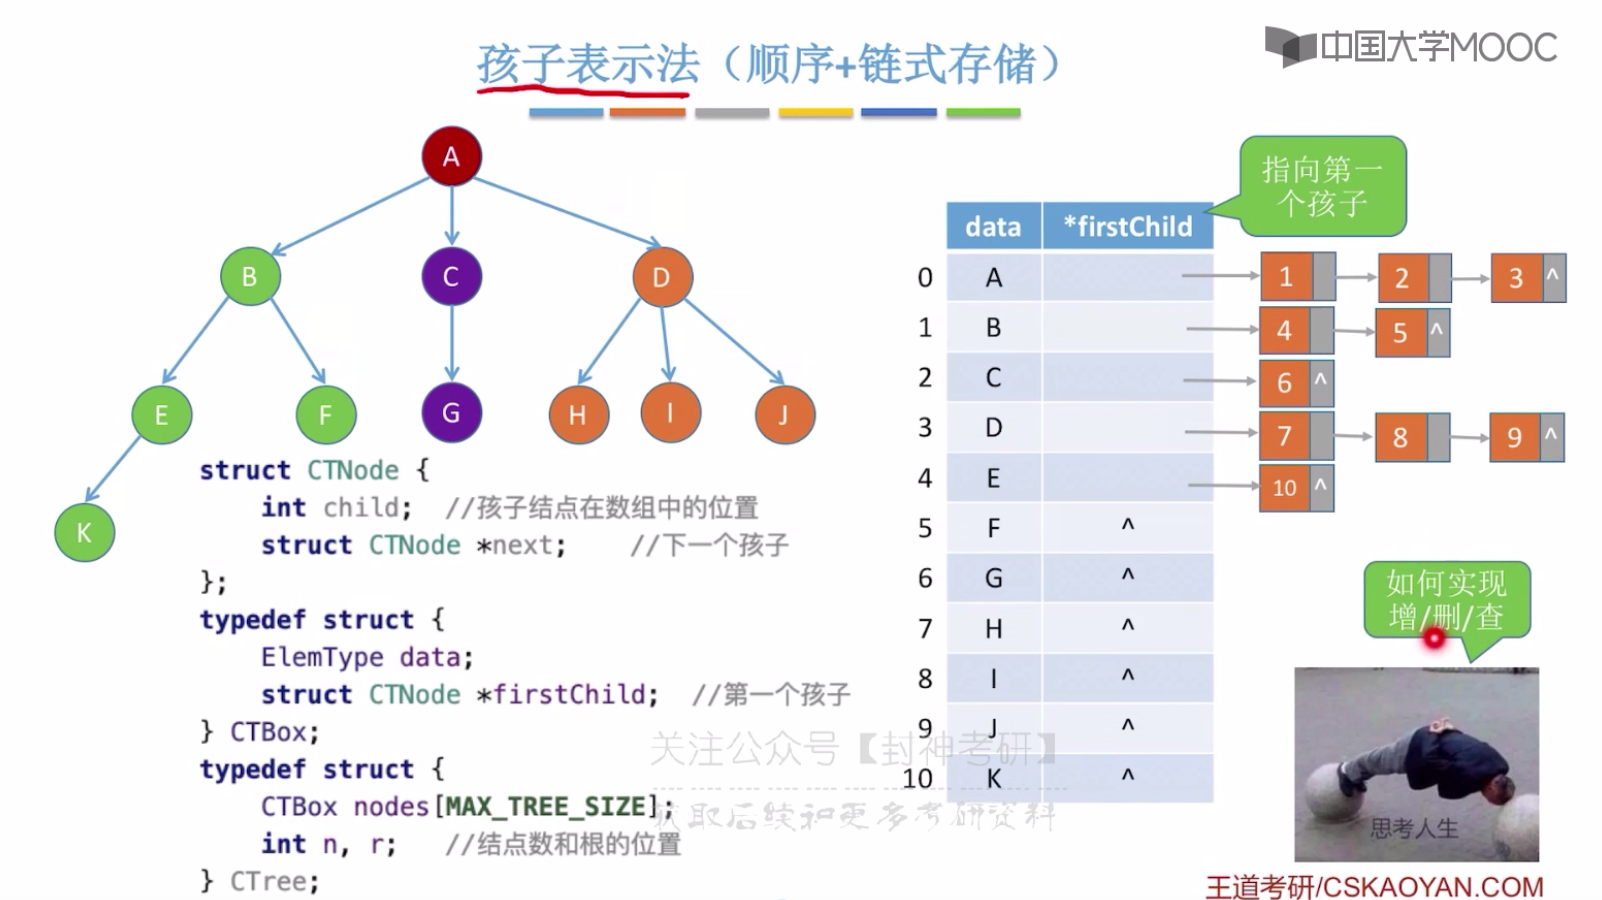 孩子表示法（顺序+链式存储）
中国大学MOOC
A
B
C
D
E
F
G
H
I
J
K
struct CTNode {
int child; //孩子结点在数组中的位置
struct CTNode *next; //下一个孩子
};
typedef struct {
ElemType data;
struct CTNode *firstChild; //第一个孩子
} CTBox;
typedef struct {
CTBox nodes[MAX_TREE_SIZE];
int n, r; //结点数和根的位置
} CTree;
指向第一
个孩子
data *firstChild
0 A 1 2 3 ^
1 B 4 5 ^
2 C 6 ^
3 D 7 8 9 ^
4 E 10 ^
5 F ^
6 G ^
7 H ^
8 I ^
9 J ^
10 K ^
关注公众号【封神考研】
获取后续和更多考研资料
如何实现
增/删/查
思考人生
王道考研/CSKAOYAN.COM